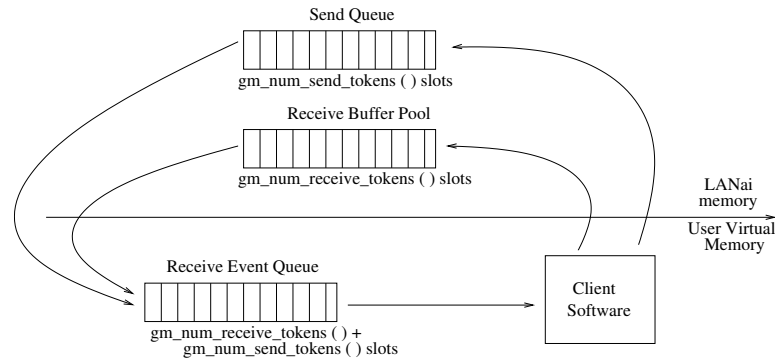 Send Queue
gm_num_send_tokens ( ) slots
Receive Buffer Pool
gm_num_receive_tokens ( ) slots
LANai
memory
User Virtual
Memory
Receive Event Queue
gm_num_receive_tokens ( ) +
gm_num_send_tokens ( ) slots
Client
Software